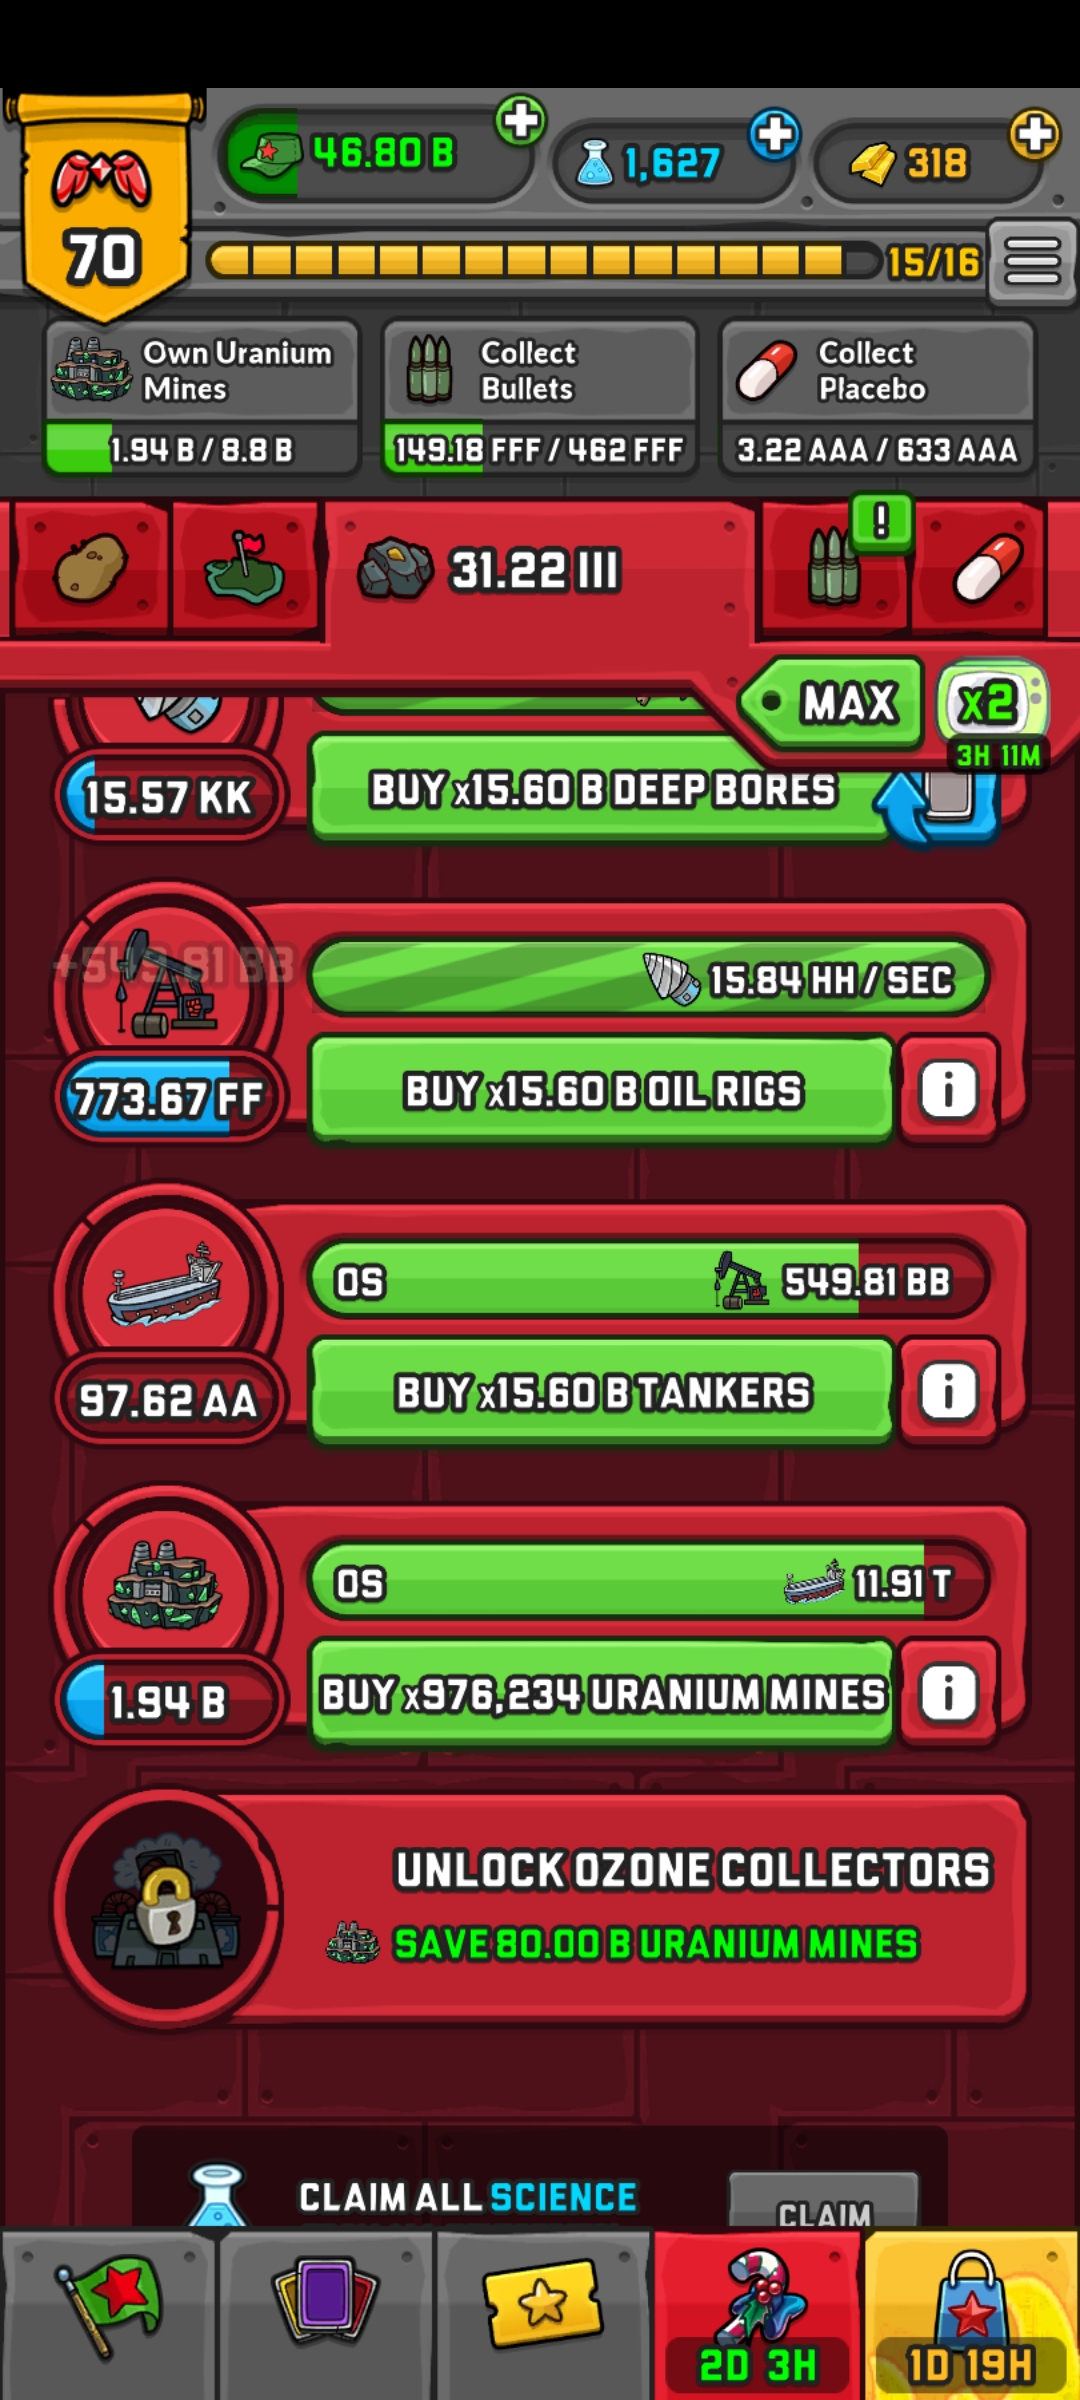 46.80 B
1,627
318
70
15/16
Own Uranium
Mines
1.94 B / 8.8 B
Collect
Bullets
149.18 FFF / 462 FFF
Collect
Placebo
3.22 AAA / 633 AAA
31.22 III
!
MAX
x2
3H 11M
15.57 KK
BUY x15.60 B DEEP BORES
+549.81 BB
15.84 HH / SEC
773.67 FF
BUY x15.60 B OIL RIGS
i
0S
549.81 BB
97.62 AA
BUY x15.60 B TANKERS
i
0S
11.91 T
1.94 B
BUY x976,234 URANIUM MINES
i
UNLOCK OZONE COLLECTORS
SAVE 80.00 B URANIUM MINES
CLAIM ALL SCIENCE
CLAIM
2D 3H
1D 19H